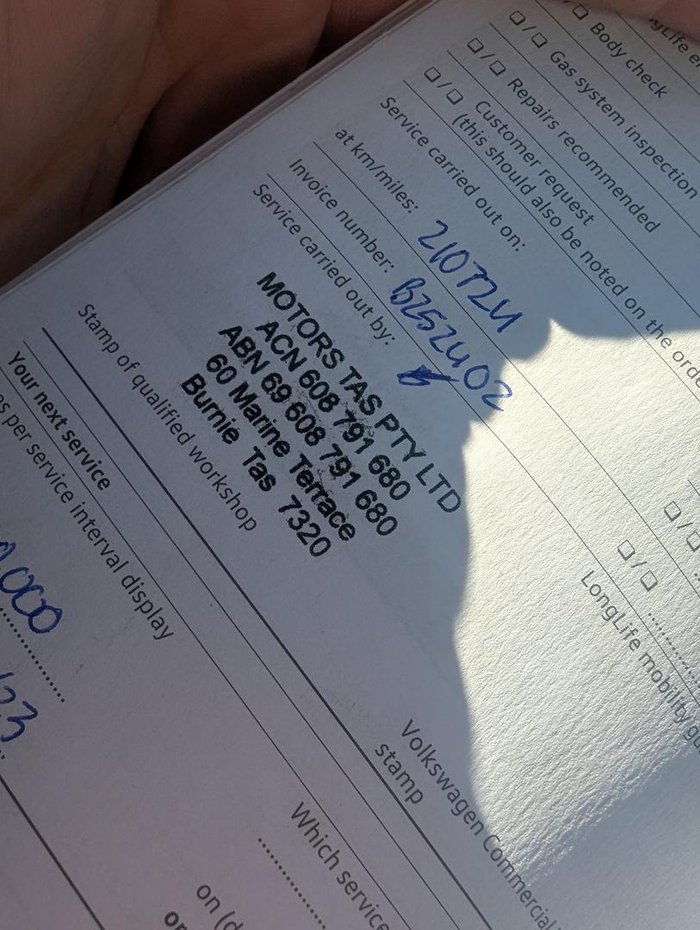 LongLife e
Body check
Gas system inspection
Repairs recommended
Customer request
(this should also be noted on the orde
Service carried out on:
at km/miles: 210724
Invoice number: B252402
Service carried out by:
MOTORS TAS PTY LTD
ACN 608 791 680
ABN 69 608 791 680
60 Marine Terrace
Burnie Tas 7320
Stamp of qualified workshop
Your next service
as per service interval display
000
23
LongLife mobility gu
Volkswagen Commercial
stamp
Which service
on (d
or